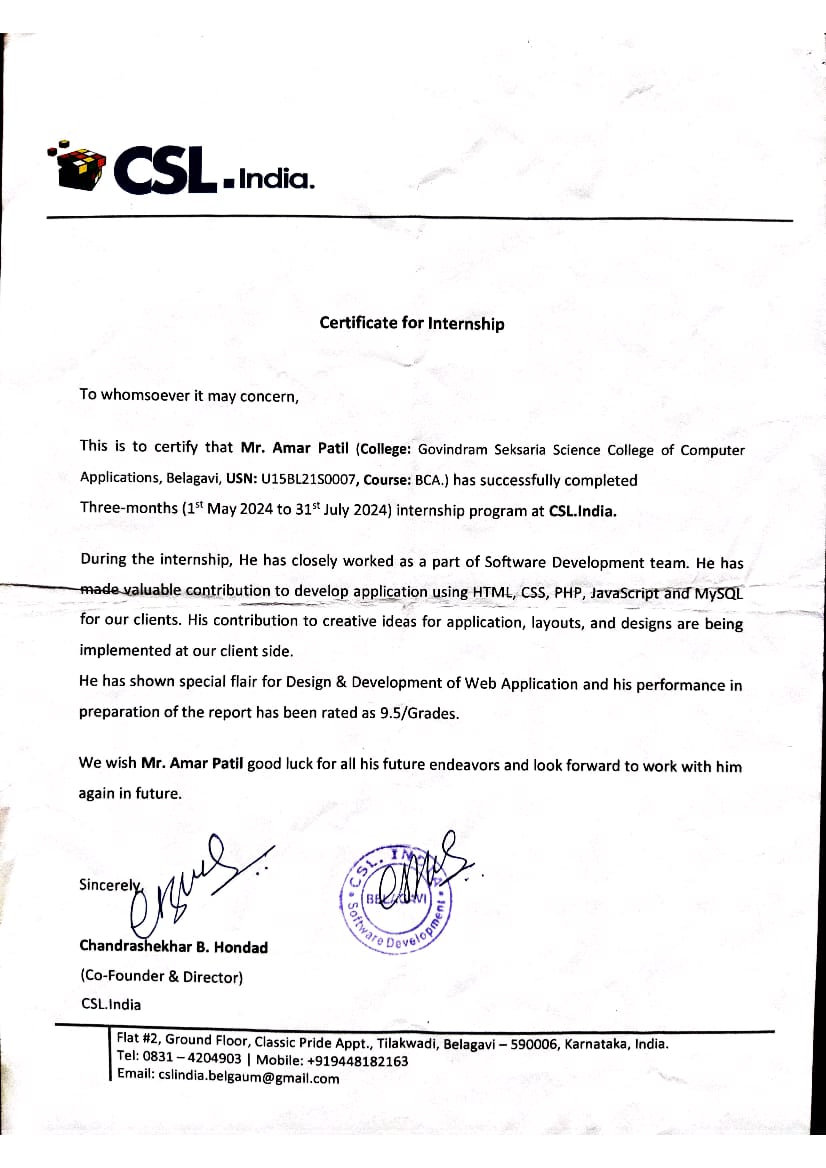 CSL.India.
Certificate for Internship
To whomsoever it may concern,
This is to certify that Mr. Amar Patil (College: Govindram Seksaria Science College of Computer
Applications, Belagavi, USN: U15BL21S0007, Course: BCA.) has successfully completed
Three-months (1st May 2024 to 31st July 2024) internship program at CSL.India.
During the internship, He has closely worked as a part of Software Development team. He has
made valuable contribution to develop application using HTML, CSS, PHP, JavaScript and MySQL
for our clients. His contribution to creative ideas for application, layouts, and designs are being
implemented at our client side.
He has shown special flair for Design & Development of Web Application and his performance in
preparation of the report has been rated as 9.5/Grades.
We wish Mr. Amar Patil good luck for all his future endeavors and look forward to work with him
again in future.
Sincerely,
CSL. IN
Software Development
Chandrashekhar B. Hondad
(Co-Founder & Director)
CSL.India
Flat #2, Ground Floor, Classic Pride Appt., Tilakwadi, Belagavi – 590006, Karnataka, India.
Tel: 0831 – 4204903 | Mobile: +919448182163
Email: cslindia.belgaum@gmail.com